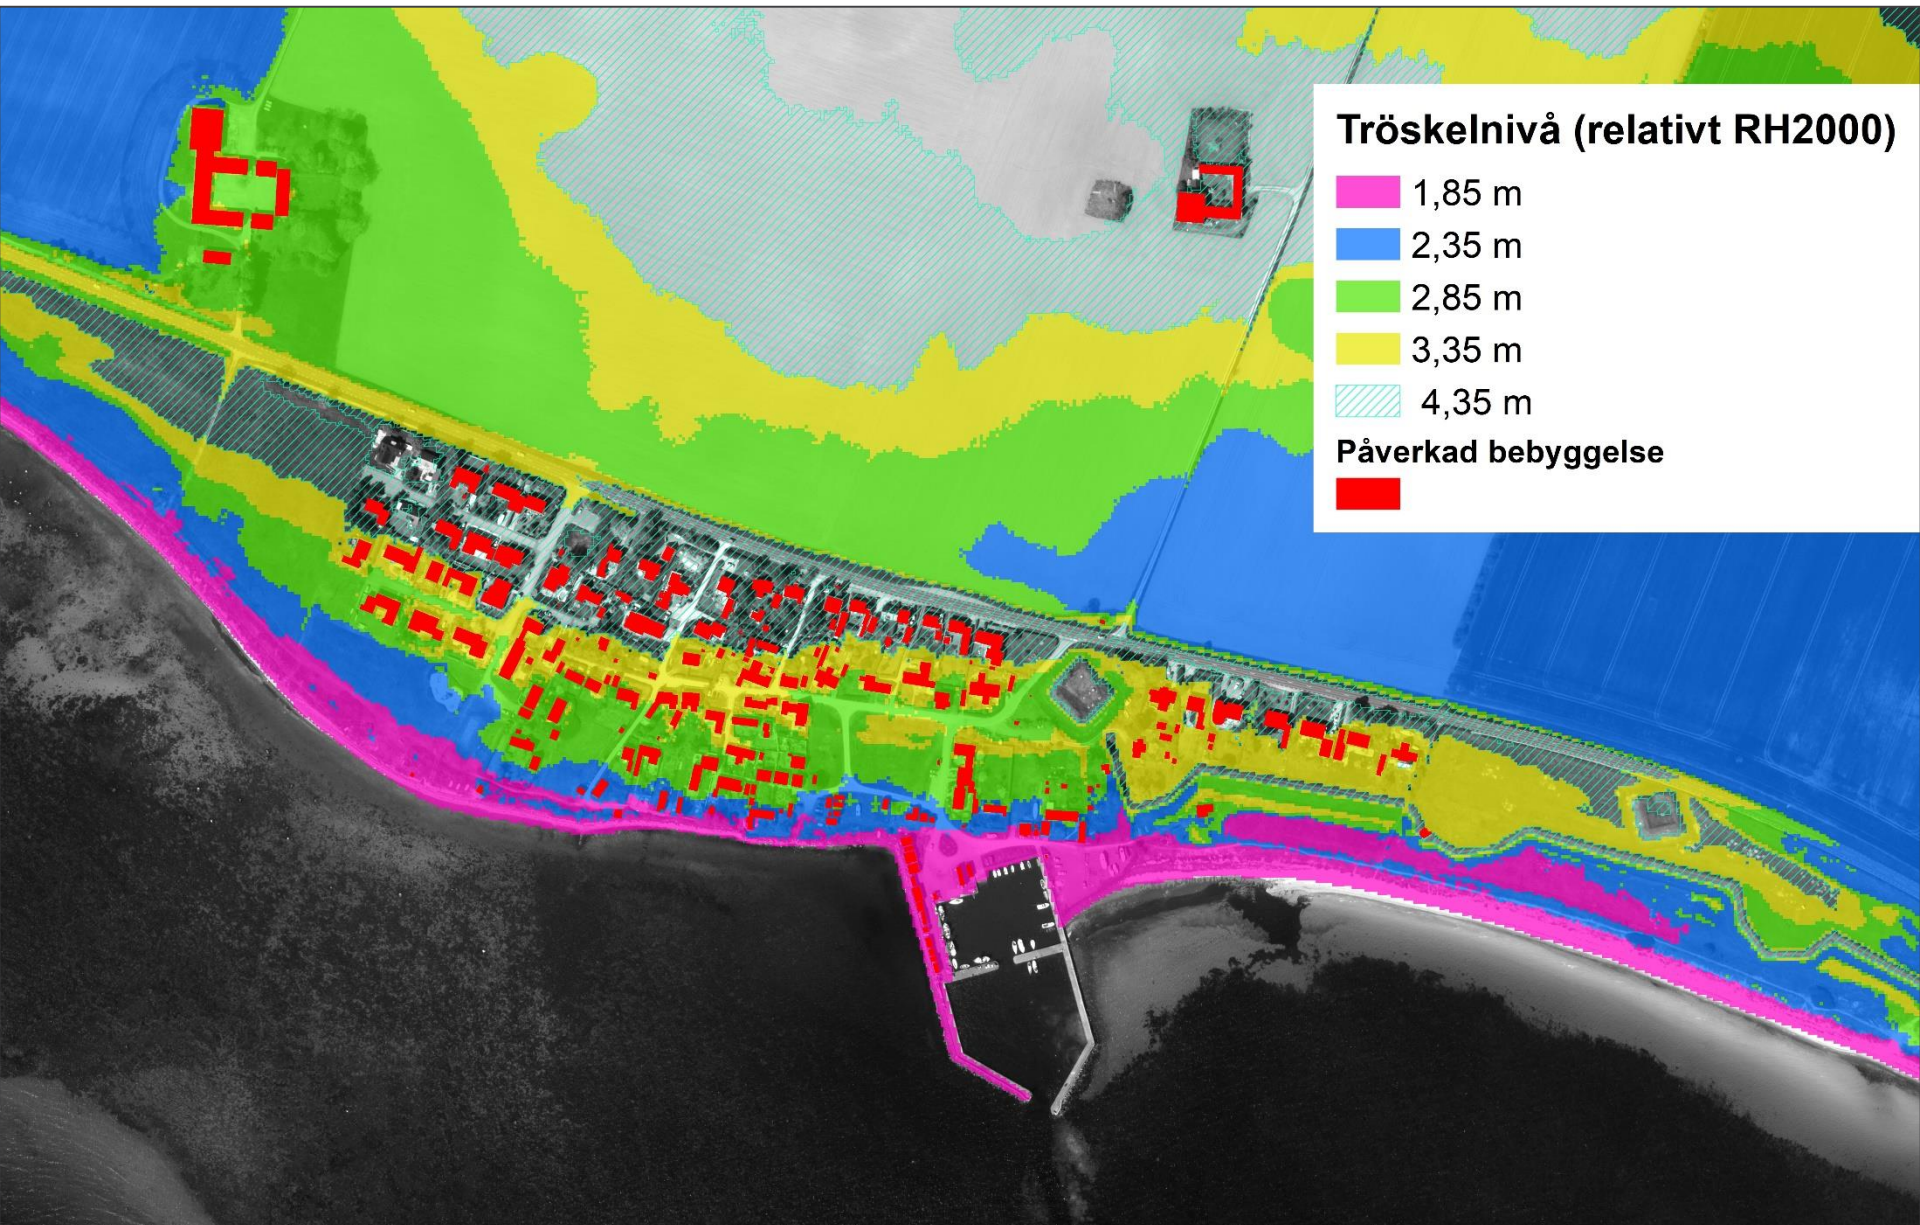 Tröskelnivå (relativt RH2000)
1,85 m
2,35 m
2,85 m
3,35 m
4,35 m
Påverkad bebyggelse